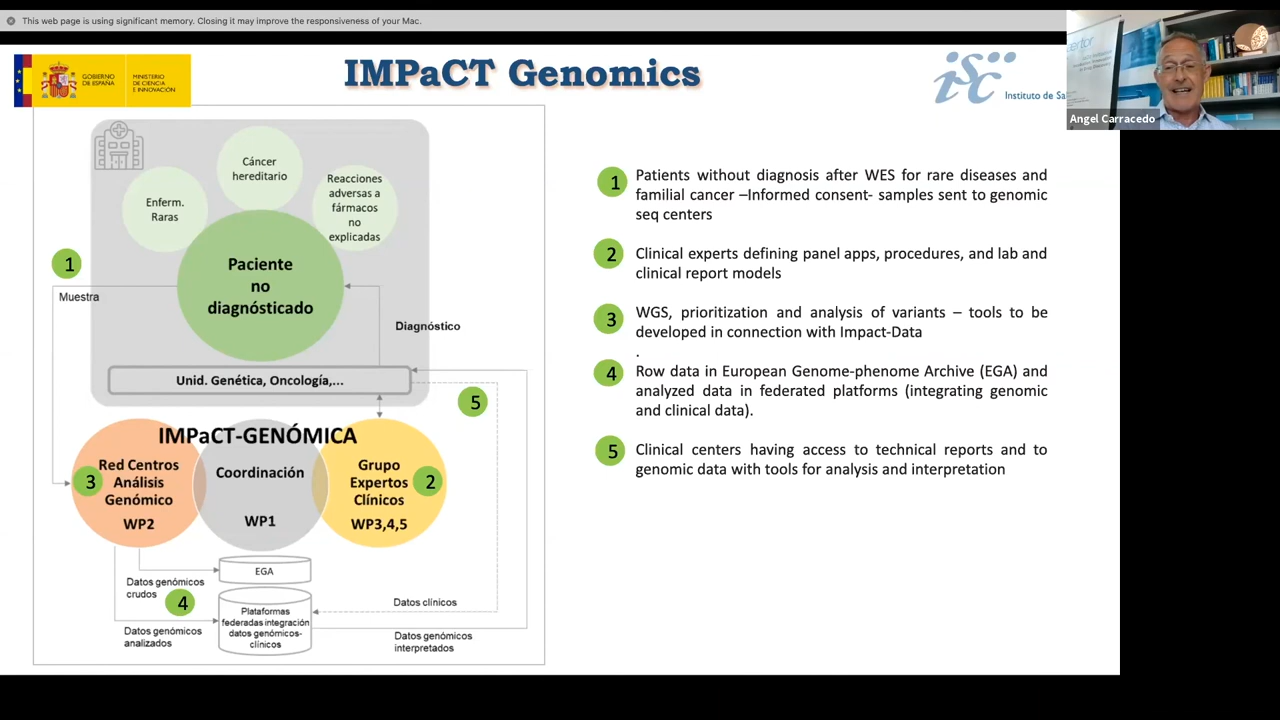 This web page is using significant memory. Closing it may improve the responsiveness of your Mac.
GOBIERNO
DE ESPAÑA
MINISTERIO
DE CIENCIA
E INNOVACIÓN
IMPaCT Genomics
isc
Instituto de Sa
Angel Carracedo
Cáncer
hereditario
Enferm.
Raras
Reacciones
adversas a
fármacos
no
explicadas
Paciente
no
diagnósticado
1
Muestra
Diagnóstico
Unid. Genética, Oncología,...
5
IMPaCT-GENÓMICA
3
Red Centros
Análisis
Genómico
WP2
Coordinación
WP1
Grupo
Expertos
Clínicos
WP3,4,5
2
EGA
Datos genómicos
crudos
4
Datos genómicos
analizados
Plataformas
federadas integración
datos genómicos-
clínicos
Datos clínicos
Datos genómicos
interpretados
1
Patients without diagnosis after WES for rare diseases and
familial cancer –Informed consent- samples sent to genomic
seq centers
2
Clinical experts defining panel apps, procedures, and lab and
clinical report models
3
WGS, prioritization and analysis of variants – tools to be
developed in connection with Impact-Data
.
4
Row data in European Genome-phenome Archive (EGA) and
analyzed data in federated platforms (integrating genomic
and clinical data).
5
Clinical centers having access to technical reports and to
genomic data with tools for analysis and interpretation